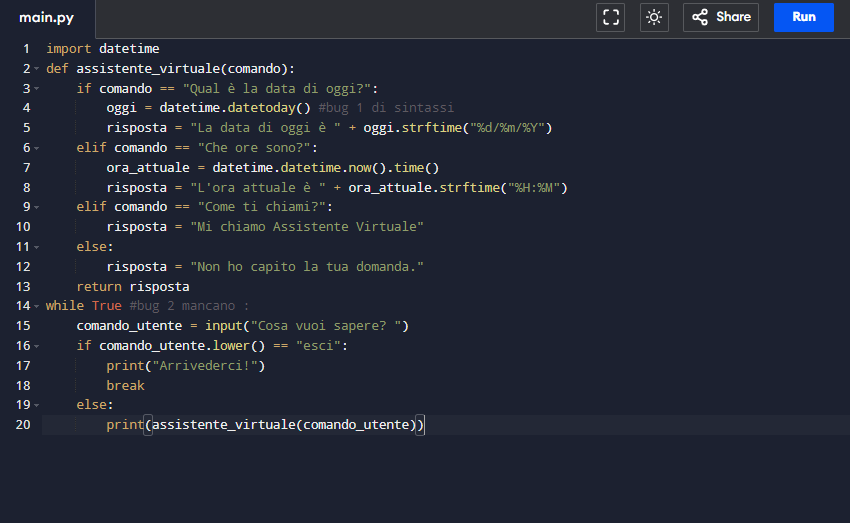 main.py
Share
Run
1 import datetime
2 def assistente_virtuale(comando):
3     if comando == "Qual è la data di oggi?":
4         oggi = datetime.datetoday() #bug 1 di sintassi
5         risposta = "La data di oggi è " + oggi.strftime("%d/%m/%Y")
6     elif comando == "Che ore sono?":
7         ora_attuale = datetime.datetime.now().time()
8         risposta = "L'ora attuale è " + ora_attuale.strftime("%H:%M")
9     elif comando == "Come ti chiami?":
10         risposta = "Mi chiamo Assistente Virtuale"
11     else:
12         risposta = "Non ho capito la tua domanda."
13     return risposta
14 while True #bug 2 mancano :
15     comando_utente = input("Cosa vuoi sapere? ")
16     if comando_utente.lower() == "esci":
17         print("Arrivederci!")
18         break
19     else:
20         print(assistente_virtuale(comando_utente))